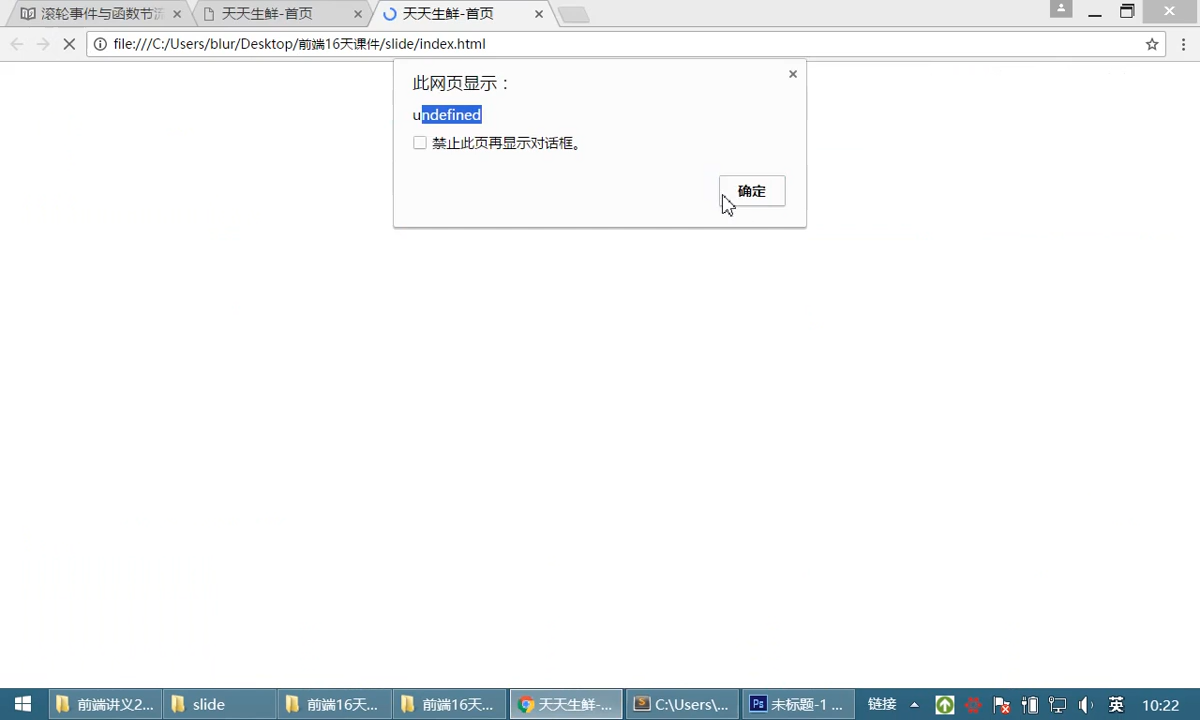 滚轮事件与函数节流
天天生鲜-首页
天天生鲜-首页
file:///C:/Users/blur/Desktop/前端16天课件/slide/index.html
此网页显示：
undefined
禁止此页再显示对话框。
确定
前端讲义2...
slide
前端16天...
前端16天...
天天生鲜-...
C:\Users\...
未标题-1 ...
链接
英
10:22